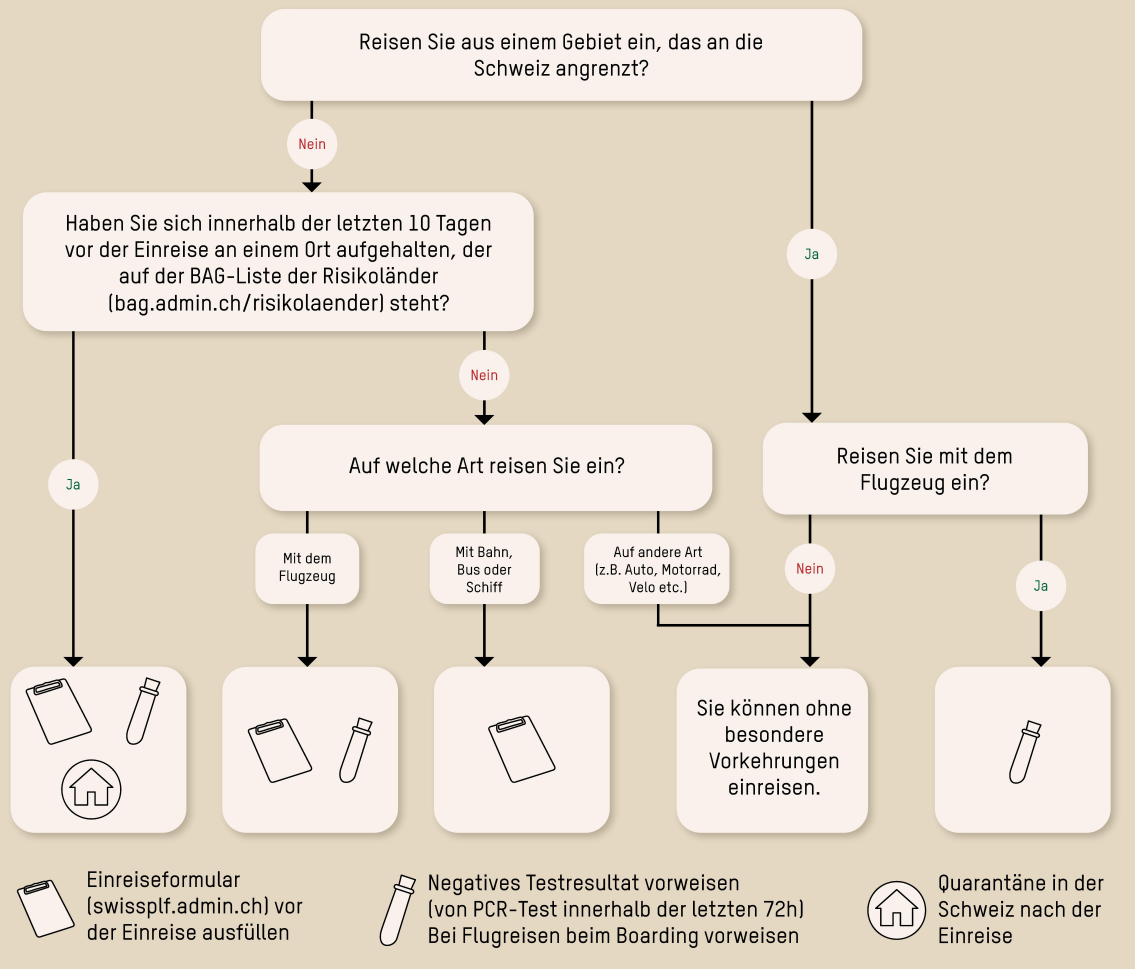 Reisen Sie aus einem Gebiet ein, das an die
Schweiz angrenzt?
Nein
Ja
Haben Sie sich innerhalb der letzten 10 Tagen
vor der Einreise an einem Ort aufgehalten, der
auf der BAG-Liste der Risikoländer
(bag.admin.ch/risikolaender) steht?
Ja
Nein
Auf welche Art reisen Sie ein?
Reisen Sie mit dem
Flugzeug ein?
Mit dem
Flugzeug
Mit Bahn,
Bus oder
Schiff
Auf andere Art
(z.B. Auto, Motorrad,
Velo etc.)
Nein
Ja
Sie können ohne
besondere
Vorkehrungen
einreisen.
Einreiseformular
(swissplf.admin.ch) vor
der Einreise ausfüllen
Negatives Testresultat vorweisen
(von PCR-Test innerhalb der letzten 72h)
Bei Flugreisen beim Boarding vorweisen
Quarantäne in der
Schweiz nach der
Einreise